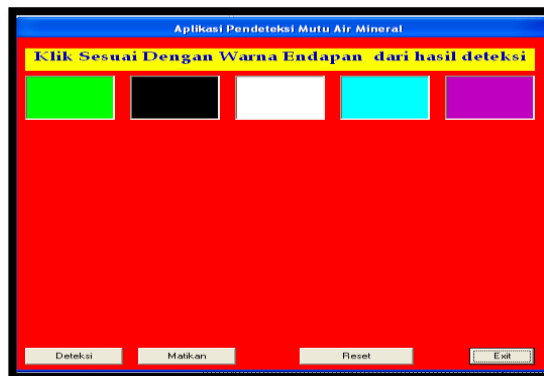 Aplikasi Pendeteksi Mutu Air Mineral
Klik Sesuai Dengan Warna Endapan dari hasil deteksi
Deteksi Matikan Reset Exit